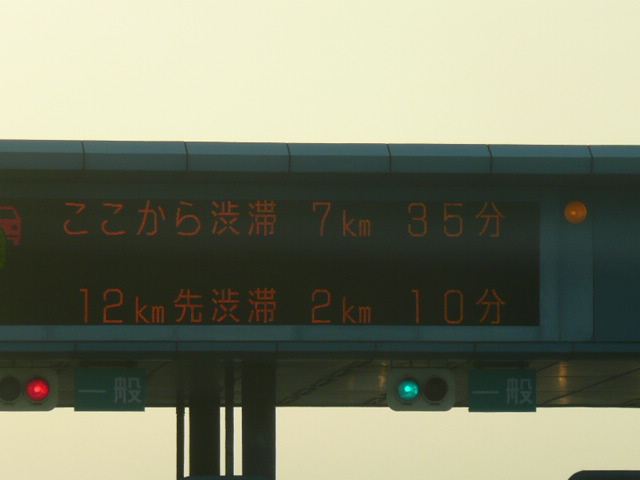 ここから渋滞 7km 35分
12km先渋滞 2km 10分
一般 一般